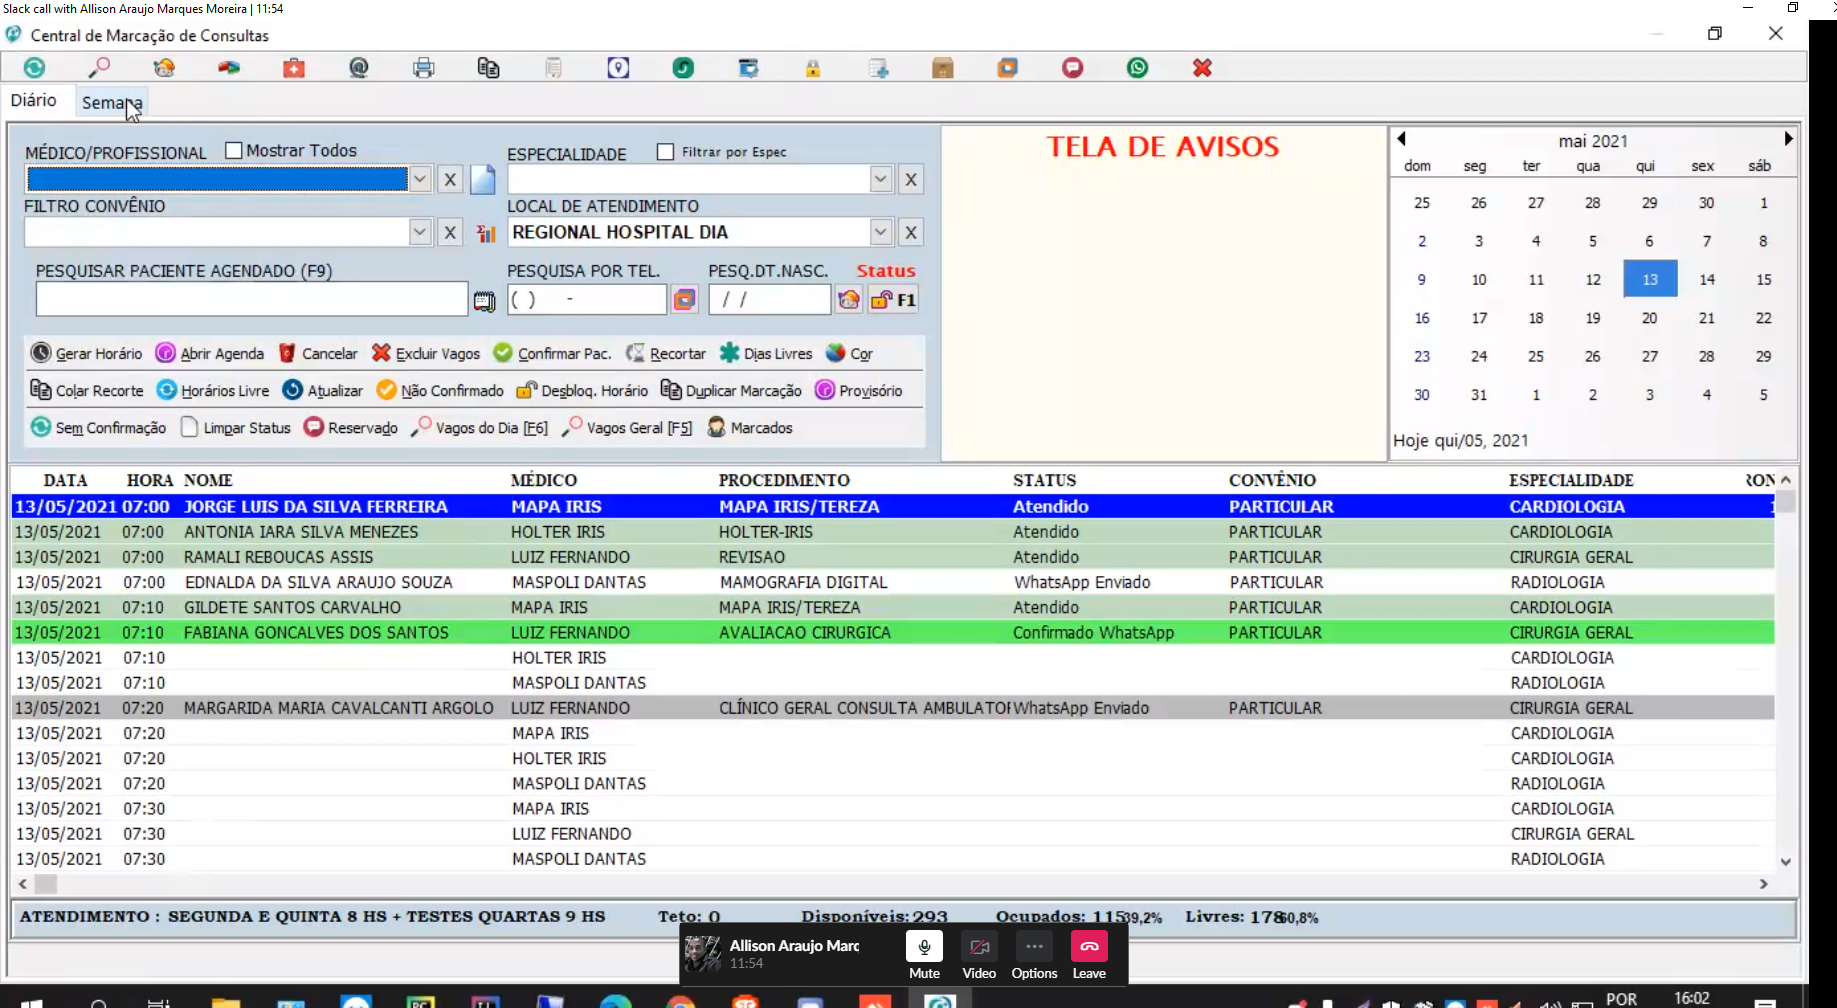 Slack call with Allison Araujo Marques Moreira | 11:54
Central de Marcação de Consultas
Diário Semana
MÉDICO/PROFISSIONAL Mostrar Todos ESPECIALIDADE Filtrar por Espec
X X
FILTRO CONVÊNIO LOCAL DE ATENDIMENTO
X REGIONAL HOSPITAL DIA X
PESQUISAR PACIENTE AGENDADO (F9) PESQUISA POR TEL. PESQ.DT.NASC. Status
( ) - / / F1
Gerar Horário Abrir Agenda Cancelar Excluir Vagos Confirmar Pac. Recortar Dias Livres Cor
Colar Recorte Horários Livre Atualizar Não Confirmado Desbloq. Horário Duplicar Marcação Provisório
Sem Confirmação Limpar Status Reservado Vagos do Dia [F6] Vagos Geral [F5] Marcados
TELA DE AVISOS
mai 2021
dom seg ter qua qui sex sáb
25 26 27 28 29 30 1
2 3 4 5 6 7 8
9 10 11 12 13 14 15
16 17 18 19 20 21 22
23 24 25 26 27 28 29
30 31 1 2 3 4 5
Hoje qui/05, 2021
DATA HORA NOME MÉDICO PROCEDIMENTO STATUS CONVÊNIO ESPECIALIDADE
13/05/2021 07:00 JORGE LUIS DA SILVA FERREIRA MAPA IRIS MAPA IRIS/TEREZA Atendido PARTICULAR CARDIOLOGIA
13/05/2021 07:00 ANTONIA IARA SILVA MENEZES HOLTER IRIS HOLTER-IRIS Atendido PARTICULAR CARDIOLOGIA
13/05/2021 07:00 RAMALI REBOUCAS ASSIS LUIZ FERNANDO REVISAO Atendido PARTICULAR CIRURGIA GERAL
13/05/2021 07:00 EDNALDA DA SILVA ARAUJO SOUZA MASPOLI DANTAS MAMOGRAFIA DIGITAL WhatsApp Enviado PARTICULAR RADIOLOGIA
13/05/2021 07:10 GILDETE SANTOS CARVALHO MAPA IRIS MAPA IRIS/TEREZA Atendido PARTICULAR CARDIOLOGIA
13/05/2021 07:10 FABIANA GONCALVES DOS SANTOS LUIZ FERNANDO AVALIACAO CIRURGICA Confirmado WhatsApp PARTICULAR CIRURGIA GERAL
13/05/2021 07:10 HOLTER IRIS CARDIOLOGIA
13/05/2021 07:10 MASPOLI DANTAS RADIOLOGIA
13/05/2021 07:20 MARGARIDA MARIA CAVALCANTI ARGOLO LUIZ FERNANDO CLÍNICO GERAL CONSULTA AMBULATOR WhatsApp Enviado PARTICULAR CIRURGIA GERAL
13/05/2021 07:20 MAPA IRIS CARDIOLOGIA
13/05/2021 07:20 HOLTER IRIS CARDIOLOGIA
13/05/2021 07:20 MASPOLI DANTAS RADIOLOGIA
13/05/2021 07:30 MAPA IRIS CARDIOLOGIA
13/05/2021 07:30 LUIZ FERNANDO CIRURGIA GERAL
13/05/2021 07:30 MASPOLI DANTAS RADIOLOGIA
ATENDIMENTO : SEGUNDA E QUINTA 8 HS + TESTES QUARTAS 9 HS Teto: 0 Disponíveis: 293 Ocupados: 115 39,2% Livres: 178 60,8%
Allison Araujo Marq
11:54
Mute Video Options Leave
POR 16:02